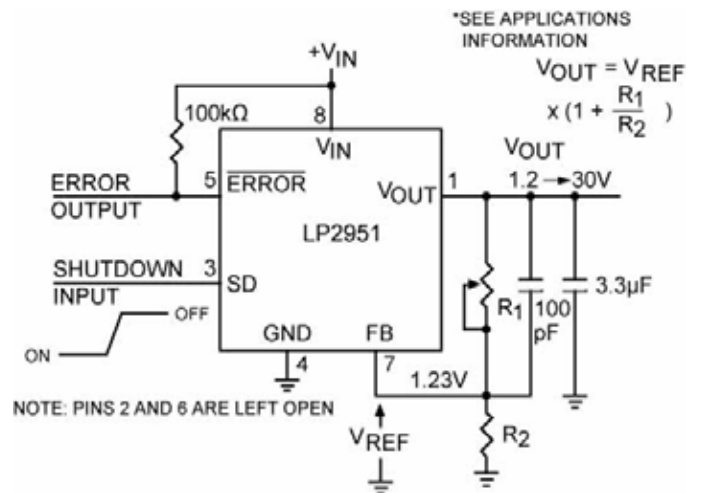 *SEE APPLICATIONS
INFORMATION
+VIN
VOUT = VREF
x (1 + R1
R2 )
100kΩ
8
VIN
VOUT
1.2 → 30V
ERROR
OUTPUT
5
ERROR
VOUT
1
LP2951
SHUTDOWN
INPUT
3
SD
R1
100
pF
3.3µF
OFF
ON
GND
FB
4
7
1.23V
NOTE: PINS 2 AND 6 ARE LEFT OPEN
VREF
R2